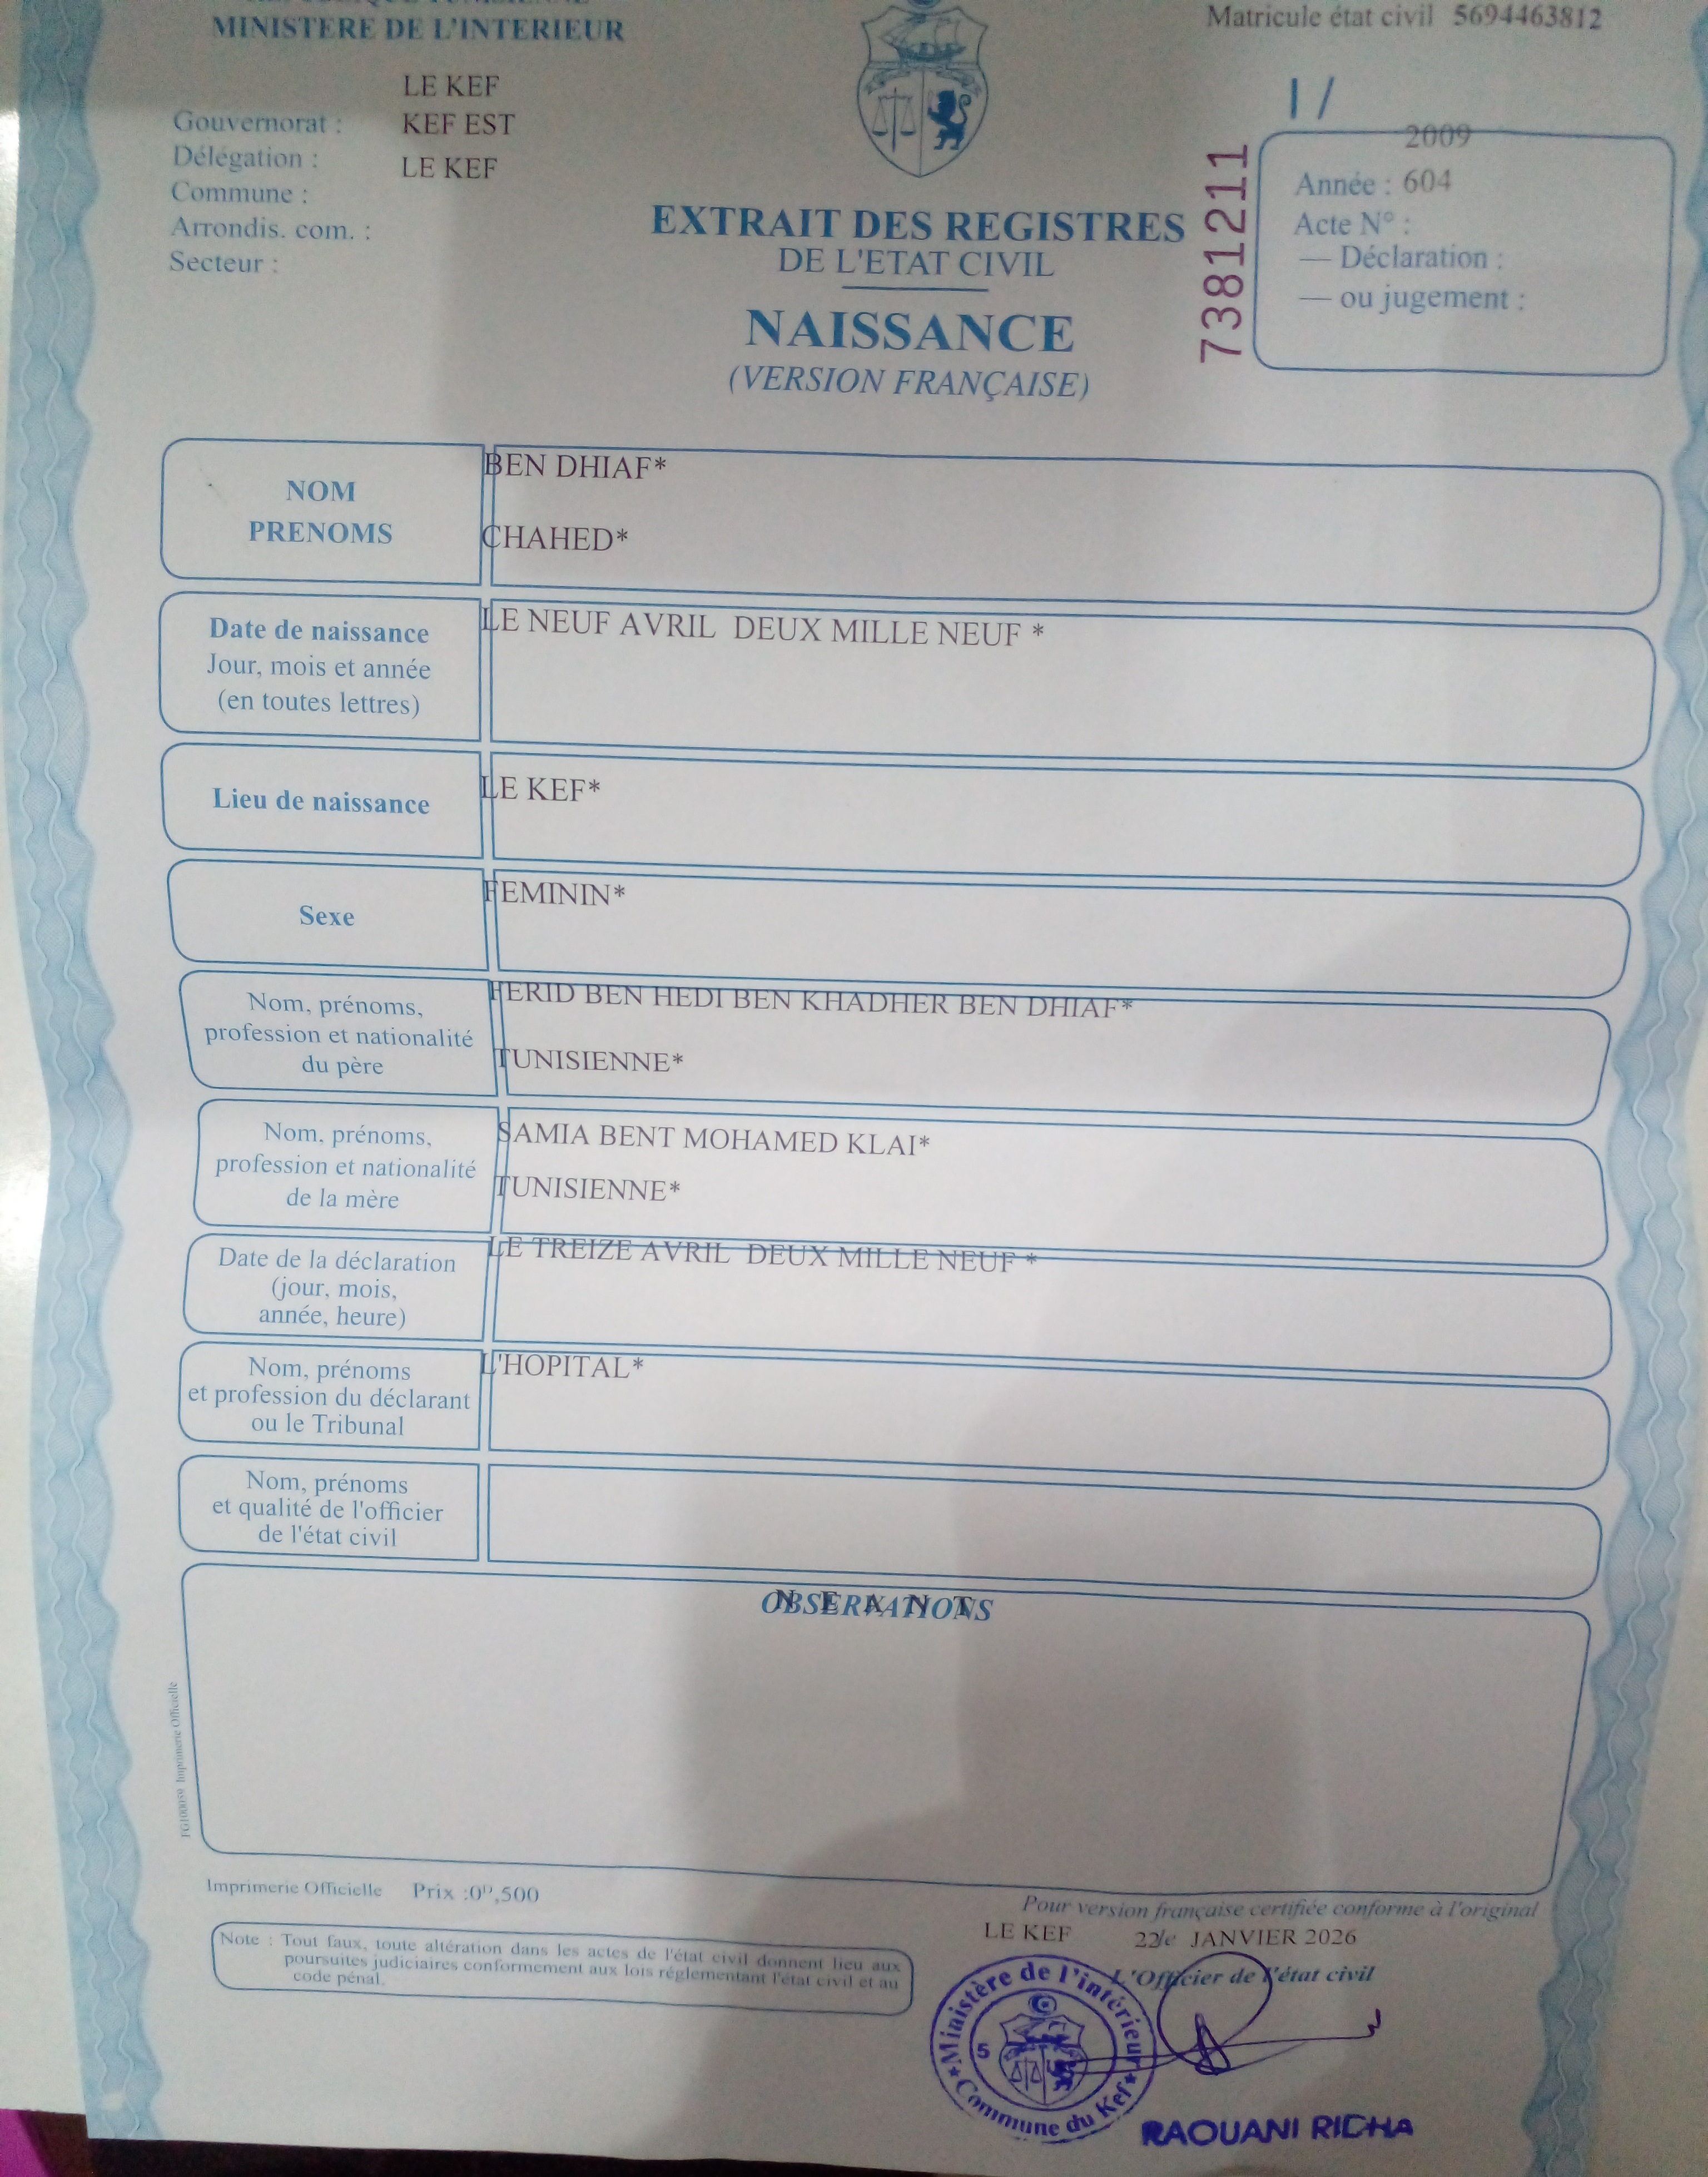 MINISTERE DE L'INTERIEUR
Matricule état civil 5694463812
LE KEF
Gouvernorat : KEF EST
Délégation :
LE KEF
Commune :
Arrondis. com. :
Secteur :
1 /
2009
Année : 604
Acte N° :
— Déclaration :
— ou jugement :
7381211
EXTRAIT DES REGISTRES
DE L'ETAT CIVIL
NAISSANCE
(VERSION FRANÇAISE)
NOM
PRENOMS
BEN DHIAF*
CHAHED*
Date de naissance
Jour, mois et année
(en toutes lettres)
LE NEUF AVRIL DEUX MILLE NEUF *
Lieu de naissance
LE KEF*
Sexe
FEMININ*
Nom, prénoms,
profession et nationalité
du père
FERID BEN HEDI BEN KHADHER BEN DHIAF*
TUNISIENNE*
Nom, prénoms,
profession et nationalité
de la mère
SAMIA BENT MOHAMED KLAI*
TUNISIENNE*
Date de la déclaration
(jour, mois,
année, heure)
LE TREIZE AVRIL DEUX MILLE NEUF *
Nom, prénoms
et profession du déclarant
ou le Tribunal
L'HOPITAL*
Nom, prénoms
et qualité de l'officier
de l'état civil
OBSERVATIONS
N E A N T
Imprimerie Officielle
Imprimerie Officielle Prix :0ᴰ,500
Note : Tout faux, toute altération dans les actes de l'état civil donnent lieu aux
poursuites judiciaires conformement aux lois réglementant l'état civil et au
code pénal.
Pour version française certifiée conforme à l'original
LE KEF 22le JANVIER 2026
L'Officier de l'état civil
Ministère de l'intérieur
5
Commune du Kef
RAOUANI RICHA